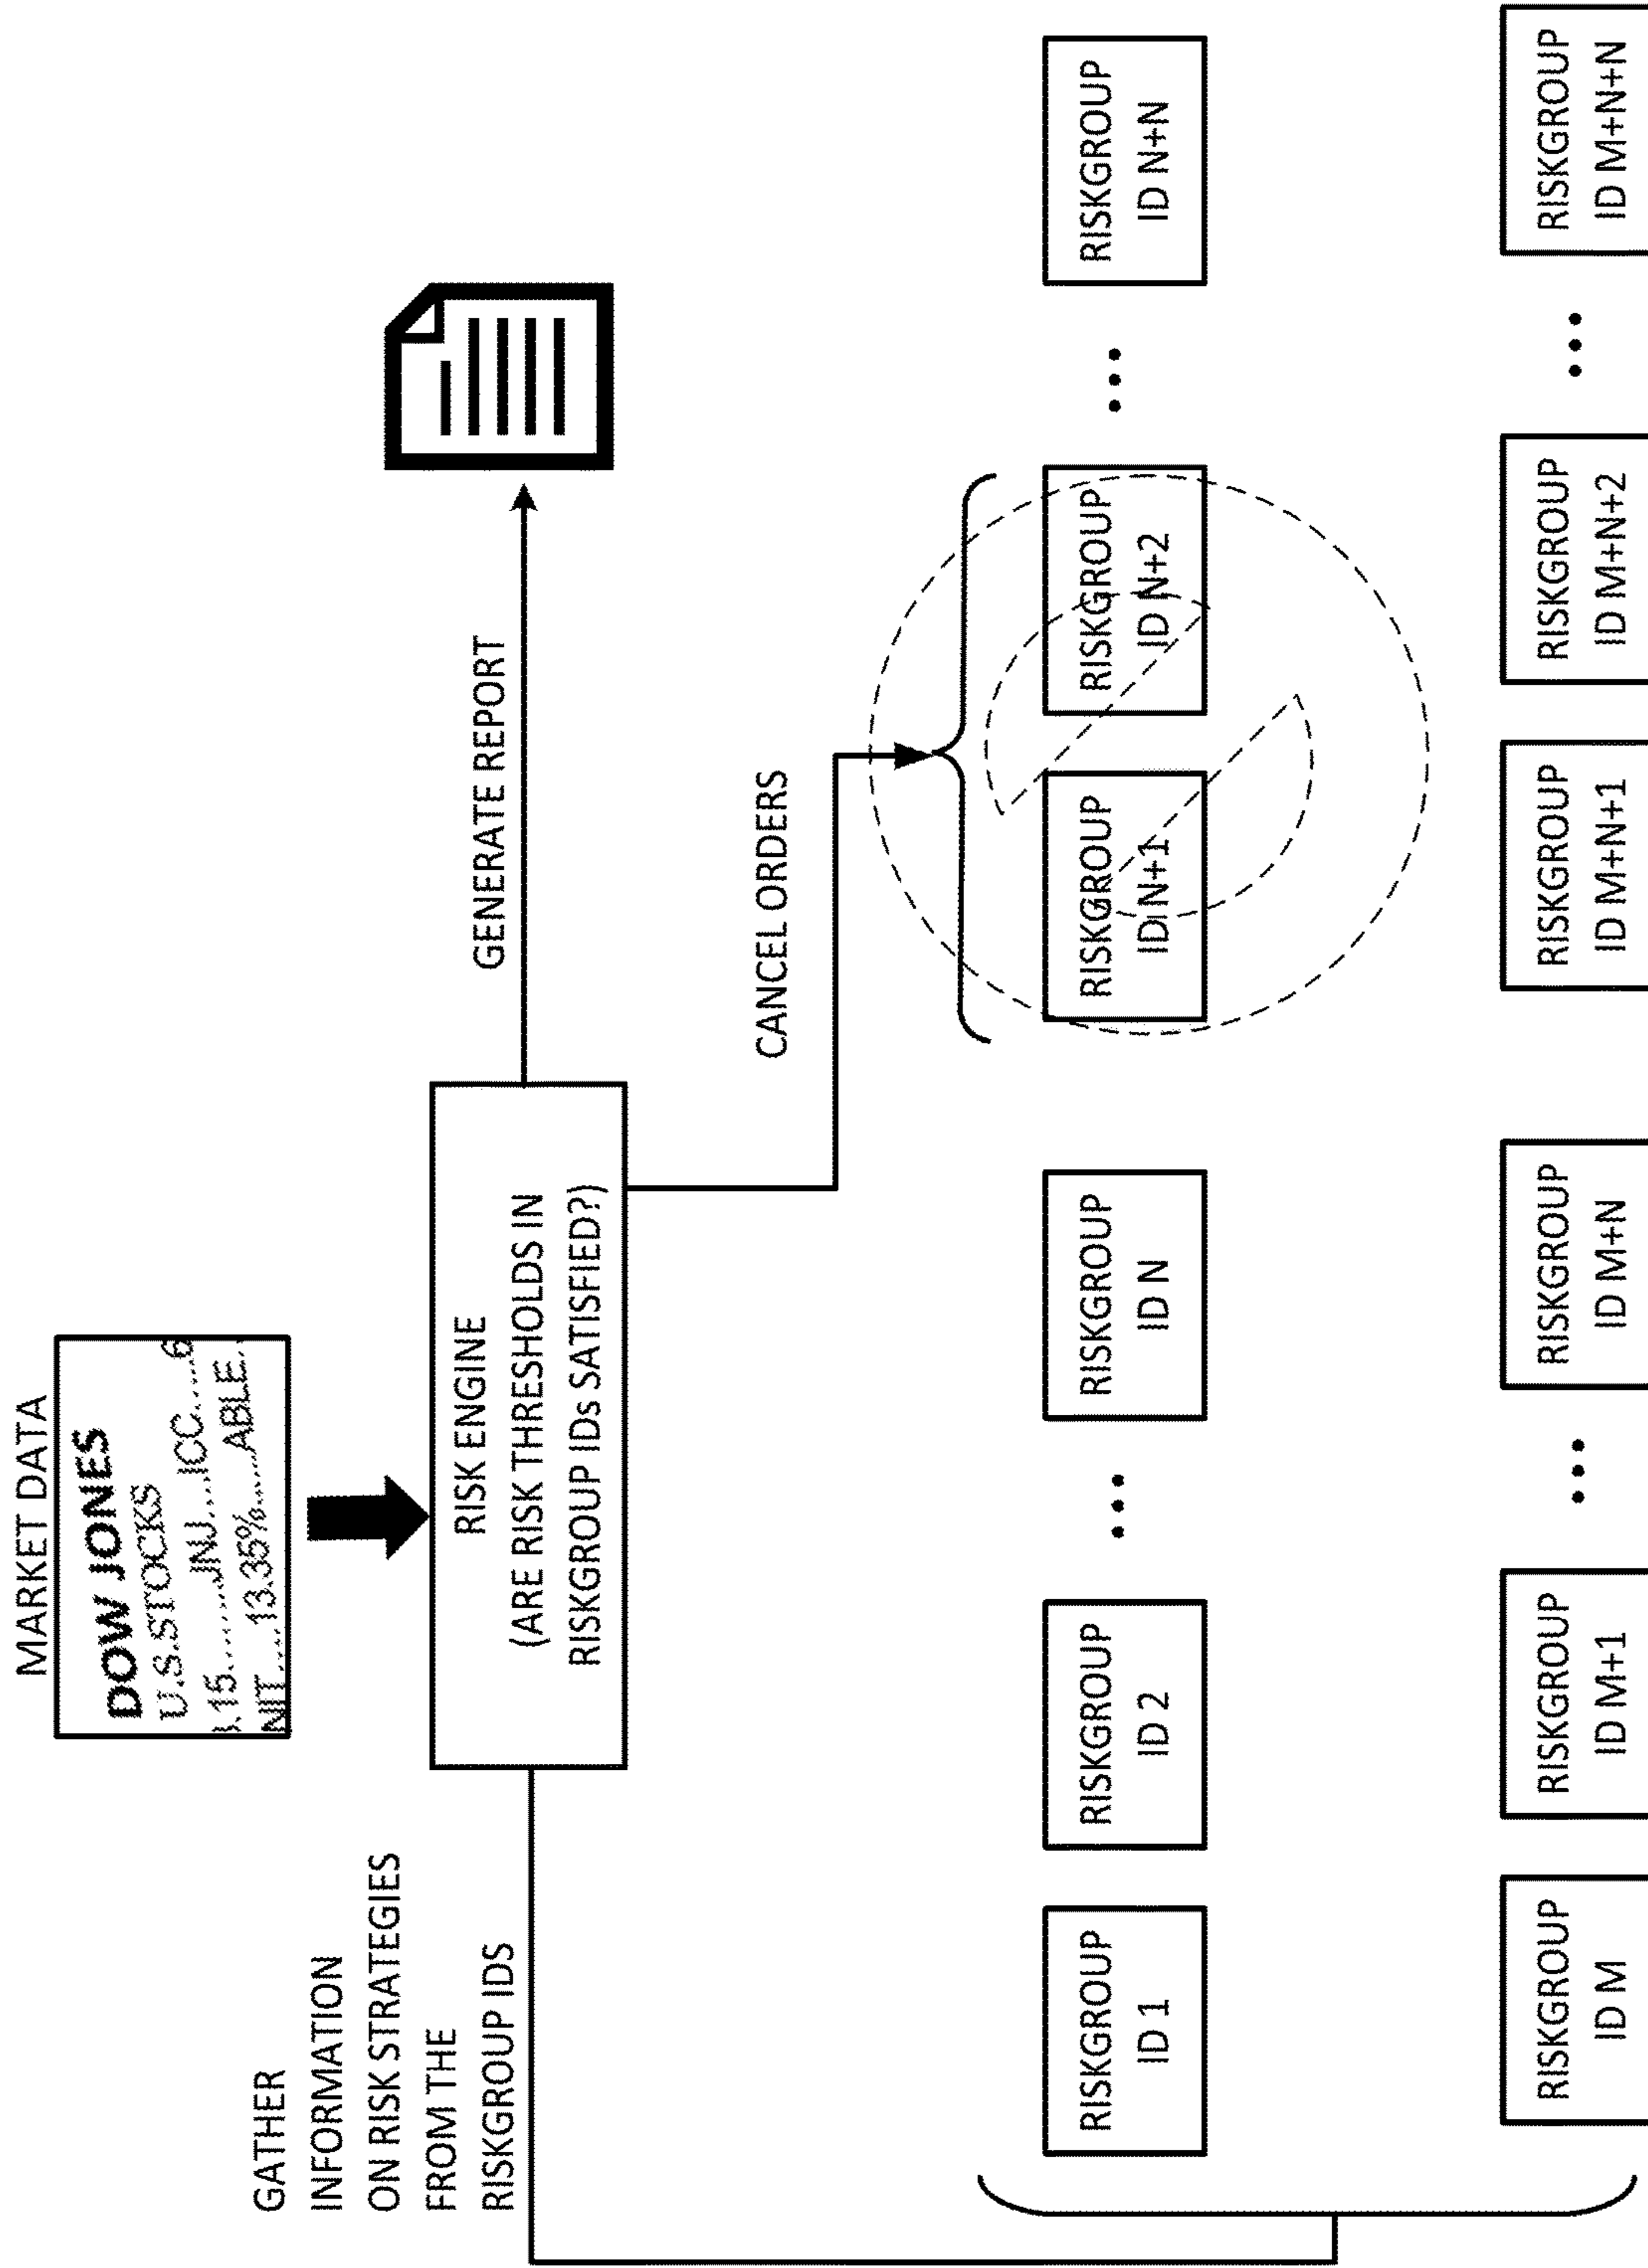 MARKET DATA
DOW JONES
U.S.STOCKS
.15.........JNJ....ICC......6
NIT....13.35%......ABLE..
GATHER
INFORMATION
ON RISK STRATEGIES
FROM THE
RISKGROUP IDS
RISK ENGINE
(ARE RISK THRESHOLDS IN
RISKGROUP IDs SATISFIED?)
GENERATE REPORT
CANCEL ORDERS
RISKGROUP
ID 1
RISKGROUP
ID 2
...
RISKGROUP
ID N
RISKGROUP
ID N+1
RISKGROUP
ID N+2
...
RISKGROUP
ID N+N
RISKGROUP
ID M
RISKGROUP
ID M+1
...
RISKGROUP
ID M+N
RISKGROUP
ID M+N+1
RISKGROUP
ID M+N+2
...
RISKGROUP
ID M+N+N